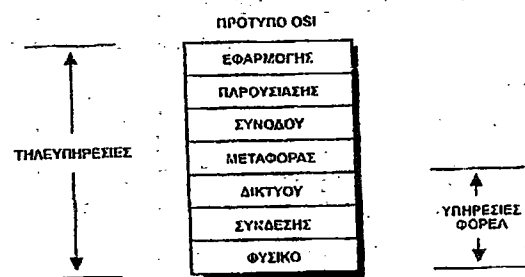 ΠΡΟΤΥΠΟ OSI
ΕΦΑΡΜΟΓΗΣ
ΠΑΡΟΥΣΙΑΣΗΣ
ΣΥΝΟΔΟΥ
ΜΕΤΑΦΟΡΑΣ
ΔΙΚΤΥΟΥ
ΣΥΝΔΕΣΗΣ
ΦΥΣΙΚΟ
ΤΗΛΕΥΠΗΡΕΣΙΕΣ
ΥΠΗΡΕΣΙΕΣ
ΦΟΡΕΑ